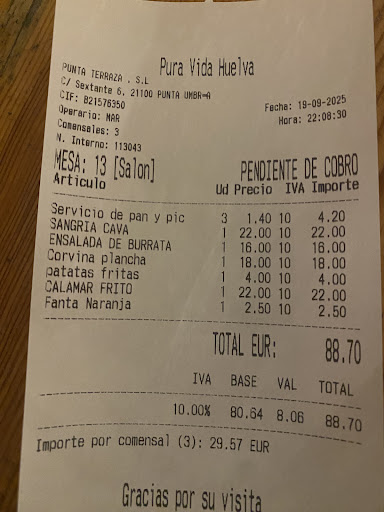 Pura Vida Huelva
PUNTA TERRAZA , S.L
C/ Sextante 6, 21100 PUNTA UMBR=A
CIF: B21576350
Operario: MAR
Comensales: 3
N. Interno: 113043
Fecha: 19-09-2025
Hora: 22:08:30
MESA: 13 [Salon] PENDIENTE DE COBRO
Articulo Ud Precio IVA Importe
Servicio de pan y pic 3 1.40 10 4.20
SANGRIA CAVA 1 22.00 10 22.00
ENSALADA DE BURRATA 1 16.00 10 16.00
Corvina plancha 1 18.00 10 18.00
patatas fritas 1 4.00 10 4.00
CALAMAR FRITO 1 22.00 10 22.00
Fanta Naranja 1 2.50 10 2.50
TOTAL EUR: 88.70
IVA BASE VAL TOTAL
10.00% 80.64 8.06 88.70
Importe por comensal (3): 29.57 EUR
Gracias por su visita